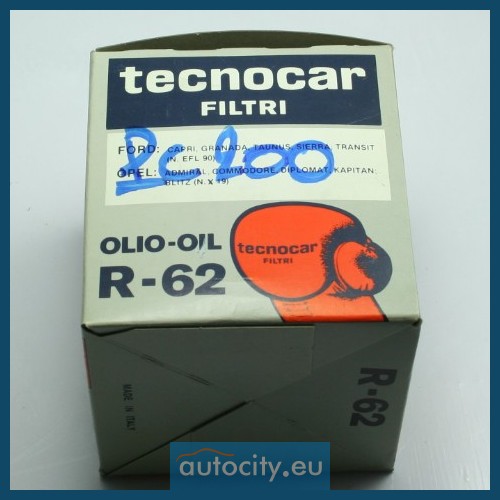 tecnocar
FILTRI
FORD: CAPRI, GRANADA, TAUNUS, SIERRA, TRANSIT
(N. EFL 90)
OPEL: ADMIRAL, COMMODORE, DIPLOMAT, KAPITAN:
BLITZ (N. X 19)
OLIO-OIL
R-62
tecnocar
FILTRI
MADE IN ITALY
R-62
autocity.eu